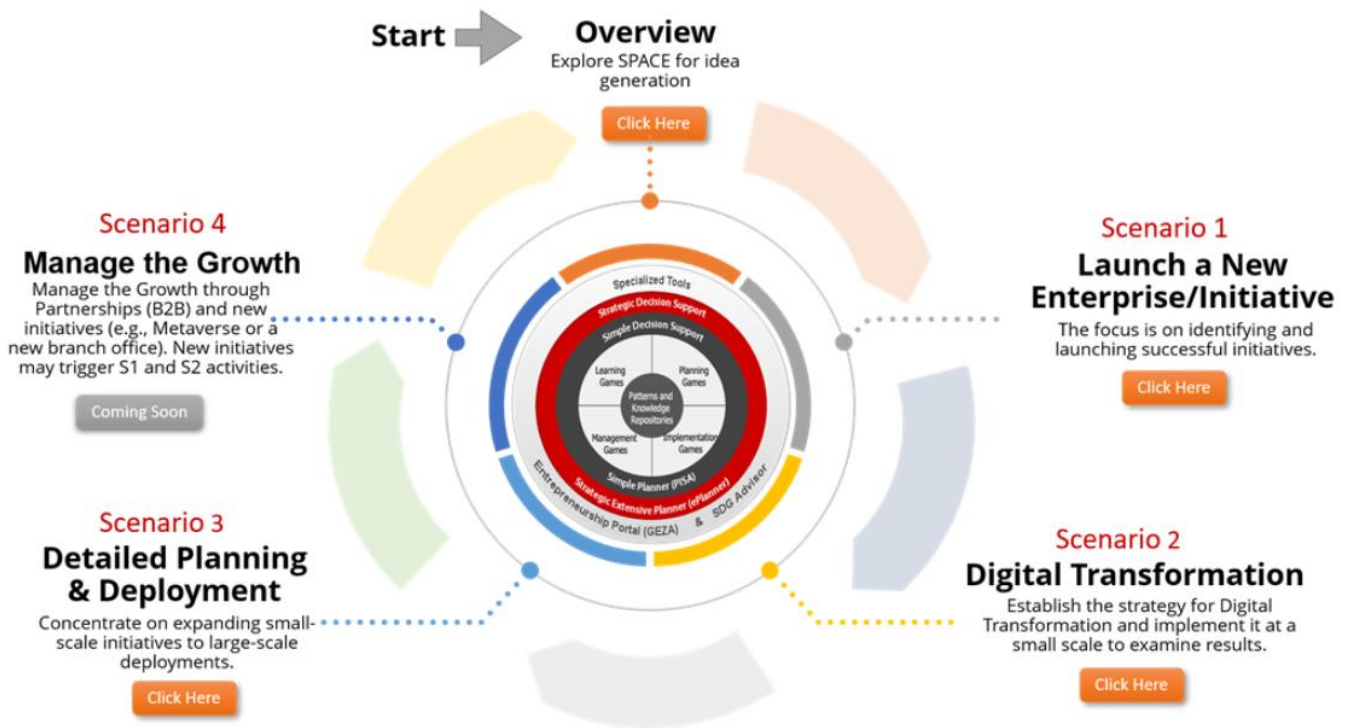 Start
Overview
Explore SPACE for idea
generation
Click Here
Scenario 1
Launch a New
Enterprise/Initiative
The focus is on identifying and
launching successful initiatives.
Click Here
Scenario 2
Digital Transformation
Establish the strategy for Digital
Transformation and implement it at a
small scale to examine results.
Click Here
Scenario 3
Detailed Planning
& Deployment
Concentrate on expanding small-
scale initiatives to large-scale
deployments.
Click Here
Scenario 4
Manage the Growth
Manage the Growth through
Partnerships (B2B) and new
initiatives (e.g., Metaverse or a
new branch office). New initiatives
may trigger S1 and S2 activities.
Coming Soon
Specialized Tools
Strategic Decision Support
Simple Decision Support
Learning
Games
Planning
Games
Patterns and
Knowledge
Repositories
Management
Games
Implementation
Games
Simple Planner (PISA)
Strategic Extensive Planner (ePlanner)
Entrepreneurship Portal (GEZA) & SDG Advisor